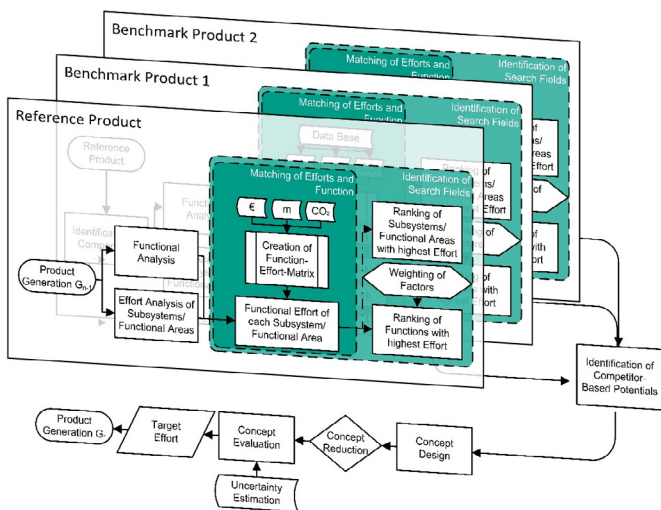 Benchmark Product 2
Matching of Efforts and
Function
Identification of
Search Fields
Benchmark Product 1
Matching of Efforts and
Function
Identification of
Search Fields
Reference Product
Data Base
Reference
Product
Matching of Efforts and
Function
Identification of
Search Fields
€
m
CO₂
Ranking of
Subsystems/
Functional Areas
with highest Effort
Creation of
Function-
Effort-Matrix
Functional
Analysis
Weighting of
Factors
Product
Generation Gn-1
Effort Analysis of
Subsystems/
Functional Areas
Functional Effort of
each Subsystem/
Functional Area
Ranking of
Functions with
highest Effort
Identification of
Competitor-
Based Potentials
Product
Generation G
Target
Effort
Concept
Evaluation
Concept
Reduction
Concept
Design
Uncertainty
Estimation